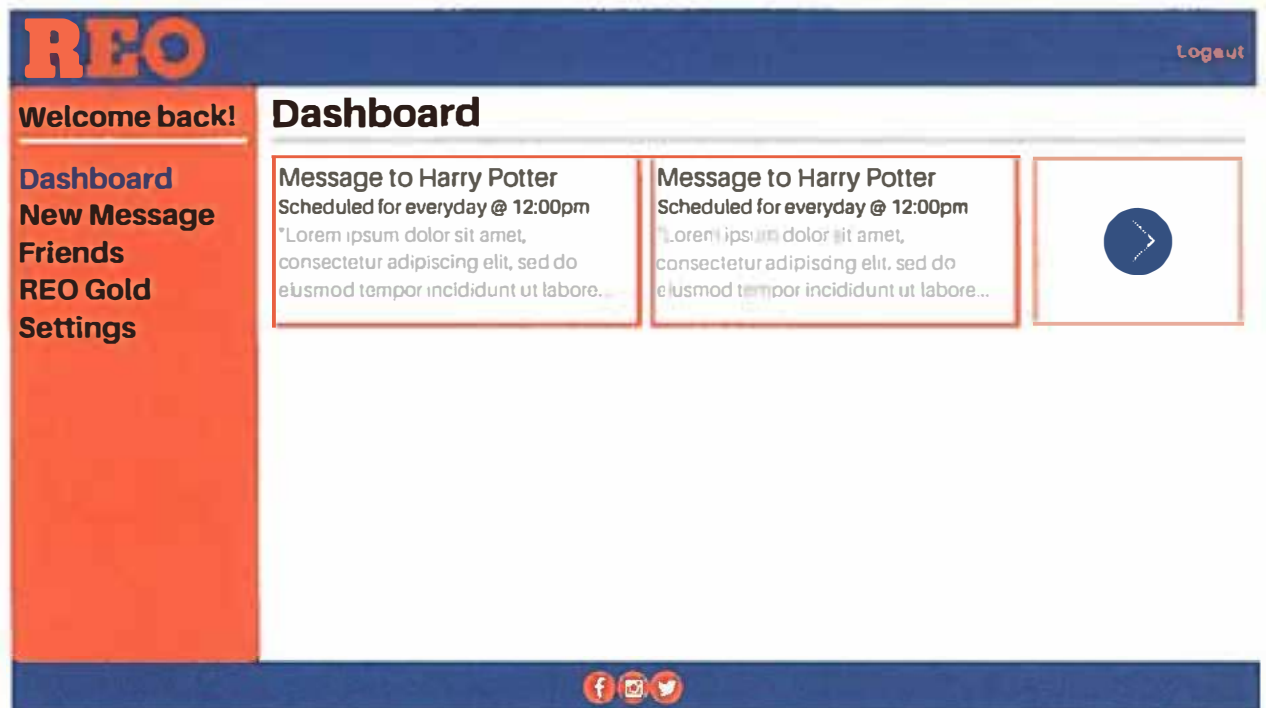 REO
Logout
Welcome back!
Dashboard
New Message
Friends
REO Gold
Settings
Dashboard
Message to Harry Potter
Scheduled for everyday @ 12:00pm
"Lorem ipsum dolor sit amet,
consectetur adipiscing elit, sed do
eiusmod tempor incididunt ut labore...
Message to Harry Potter
Scheduled for everyday @ 12:00pm
"Lorem ipsum dolor sit amet,
consectetur adipiscing elit, sed do
eiusmod tempor incididunt ut labore...